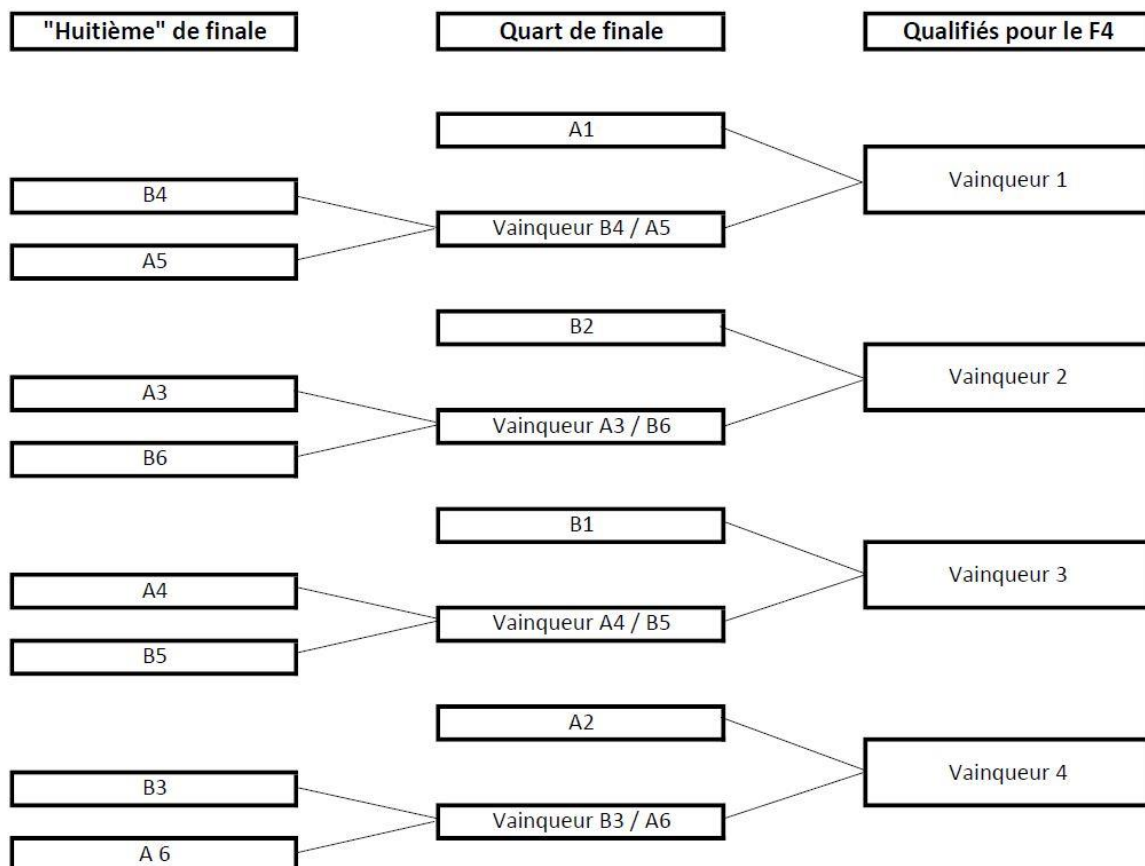 "Huitième" de finale
Quart de finale
Qualifiés pour le F4
A1
Vainqueur 1
B4
Vainqueur B4 / A5
A5
B2
Vainqueur 2
A3
Vainqueur A3 / B6
B6
B1
Vainqueur 3
A4
Vainqueur A4 / B5
B5
A2
Vainqueur 4
B3
Vainqueur B3 / A6
A 6